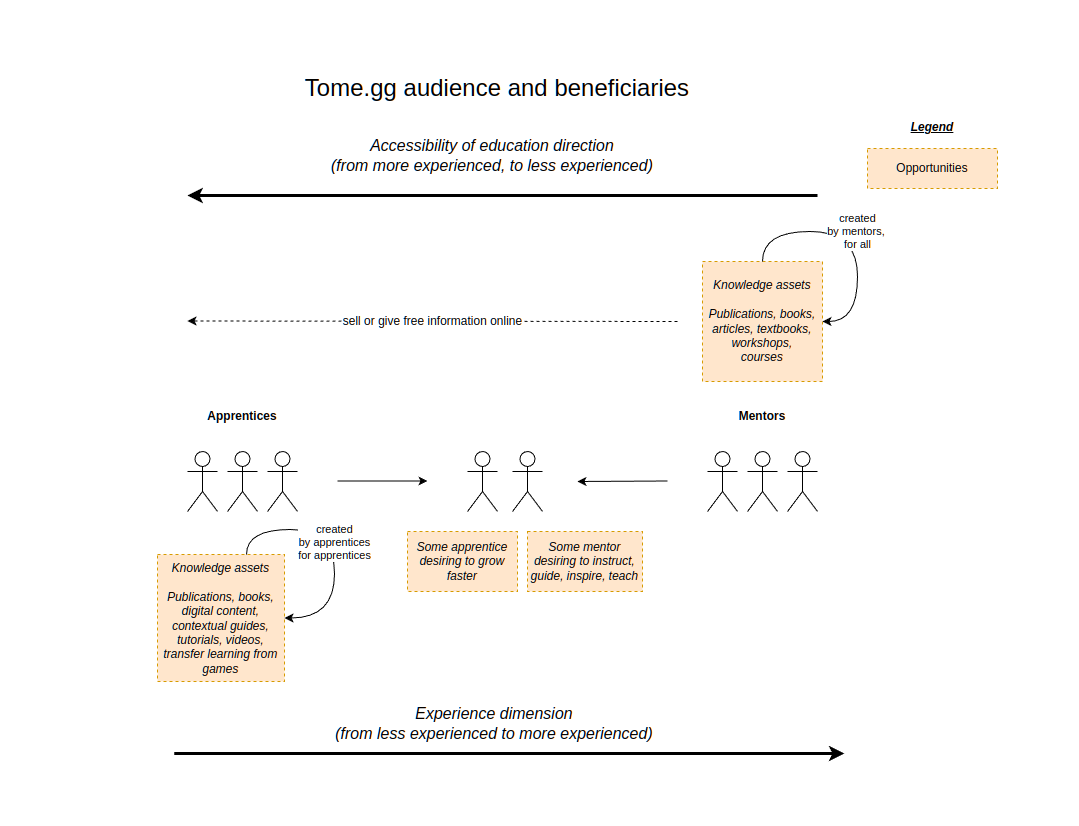 Tome.gg audience and beneficiaries
Legend
Opportunities
Accessibility of education direction
(from more experienced, to less experienced)
created
by mentors,
for all
Knowledge assets
Publications, books,
articles, textbooks,
workshops,
courses
sell or give free information online
Apprentices
Mentors
created
by apprentices
for apprentices
Knowledge assets
Publications, books,
digital content,
contextual guides,
tutorials, videos,
transfer learning from
games
Some apprentice
desiring to grow
faster
Some mentor
desiring to instruct,
guide, inspire, teach
Experience dimension
(from less experienced to more experienced)